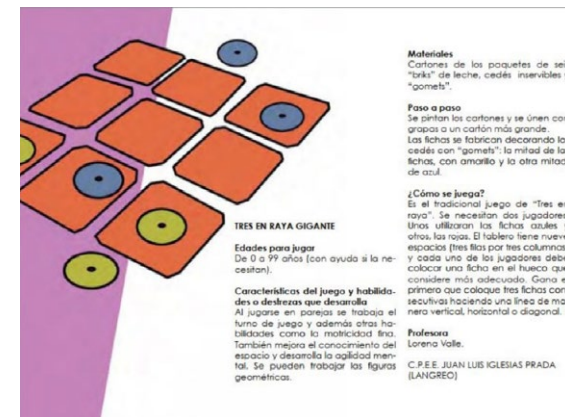 TRES EN RAYA GIGANTE
Edades para jugar
De 0 a 99 años (con ayuda si la ne-
cesitan).
Características del juego y habilida-
des o destrezas que desarrolla
Al jugarse en parejas se trabaja el
turno de juego y además otras ha-
bilidades como la motricidad fina.
También mejora el conocimiento del
espacio y desarrolla la agilidad men-
tal. Se pueden trabajar las figuras
geométricas.
Materiales
Cartones de los paquetes de seis
"briks" de leche, cedés inservibles
"gomets".
Paso a paso
Se pintan los cartones y se únen con
grapas a un cartón más grande.
Las fichas se fabrican decorando lo
cedés con "gomets": la mitad de la
fichas, con amarillo y la otra mitad
de azul.
¿Cómo se juega?
Es el tradicional juego de "Tres en
raya". Se necesitan dos jugadores
Unos utilizaran las fichas azules
otros, las rojas. El tablero tiene nueve
espacios (tres filas por tres columnas
y cada uno de los jugadores debe
colocar una ficha en el hueco que
considere más adecuado. Gana e
primero que coloque tres fichas con
secutivas haciendo una línea de ma
nera vertical, horizontal o diagonal.
Profesora
Lorena Valle.
C.P.E.E. JUAN LUIS IGLESIAS PRADA
(LANGREO)